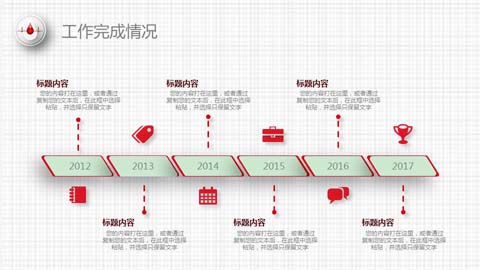 工作完成情况
标题内容
您的内容打在这里，或者通过
复制您的文本后，在此框中选择
粘贴，并选择只保留文字
标题内容
您的内容打在这里，或者通过
复制您的文本后，在此框中选择
粘贴，并选择只保留文字
标题内容
您的内容打在这里，或者通过
复制您的文本后，在此框中选择
粘贴，并选择只保留文字
2012
2013
2014
2015
2016
2017
标题内容
您的内容打在这里，或者通过
复制您的文本后，在此框中选择
粘贴，并选择只保留文字
标题内容
您的内容打在这里，或者通过
复制您的文本后，在此框中选择
粘贴，并选择只保留文字
标题内容
您的内容打在这里，或者通过
复制您的文本后，在此框中选择
粘贴，并选择只保留文字